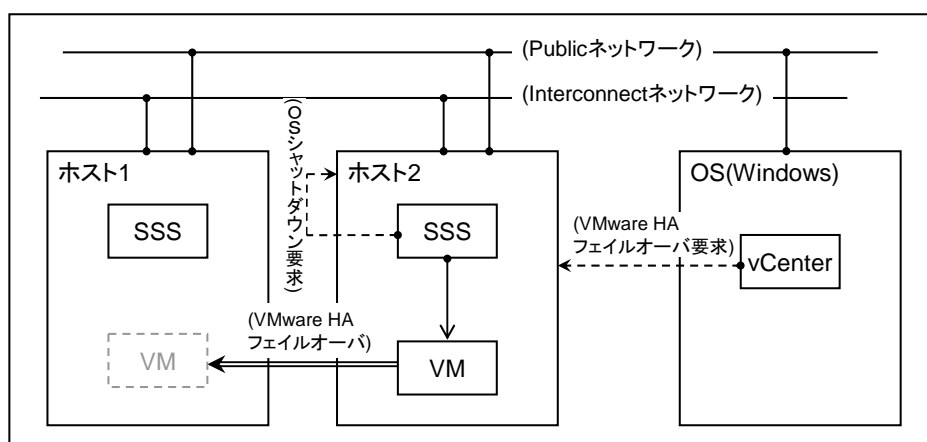 (Publicネットワーク)
(Interconnectネットワーク)
(OSシャットダウン要求)
ホスト1
ホスト2
OS(Windows)
SSS
SSS
(VMware HA
フェイルオーバ要求)
vCenter
(VMware HA
フェイルオーバ)
VM
VM